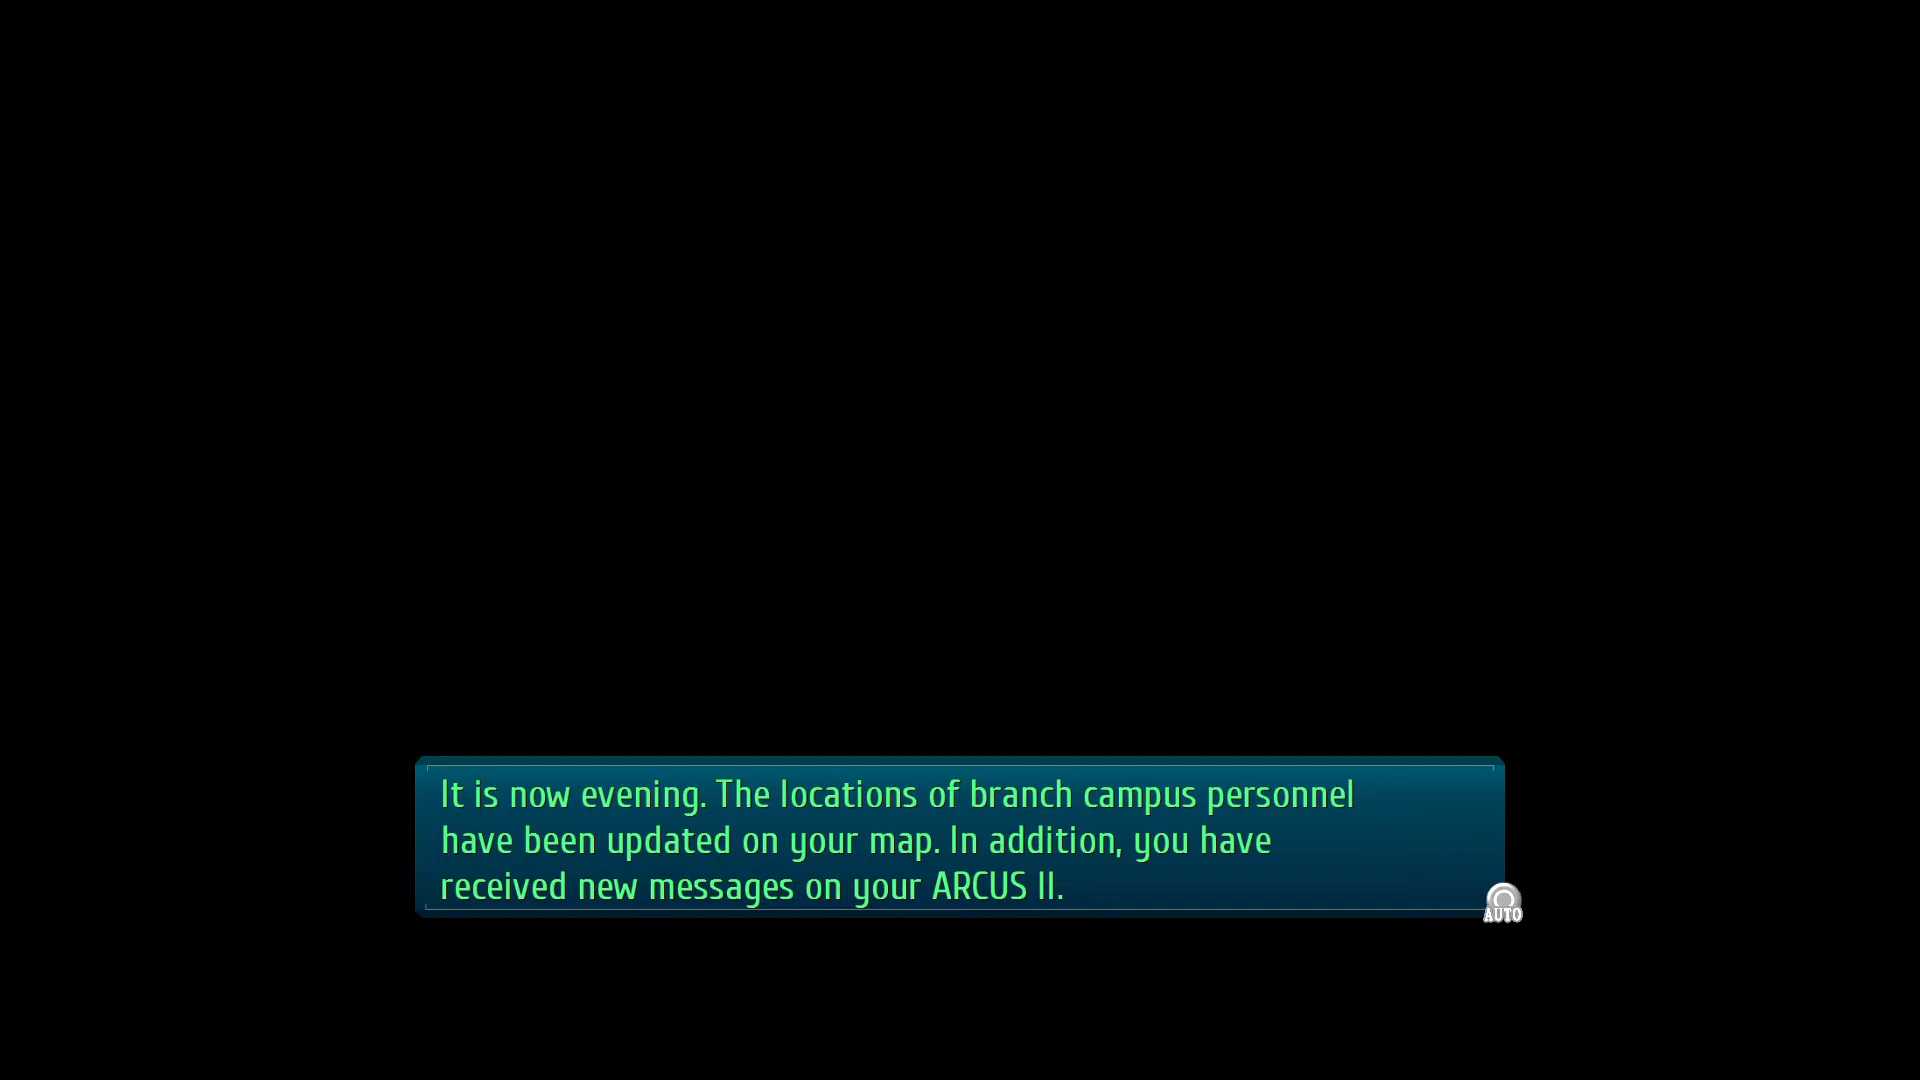 It is now evening. The locations of branch campus personnel
have been updated on your map. In addition, you have
received new messages on your ARCUS II.
AUTO